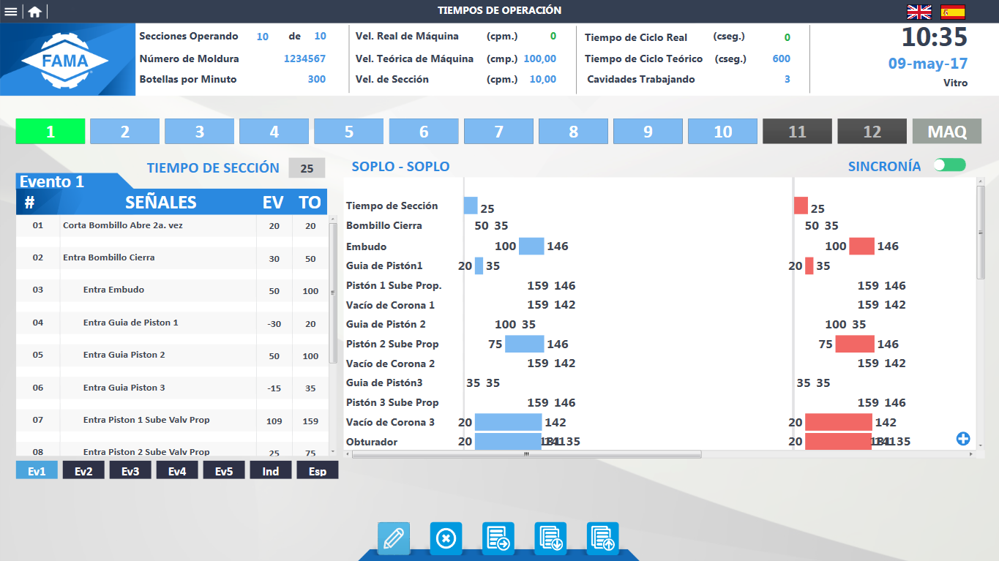 TIEMPOS DE OPERACIÓN
FAMA
Secciones Operando 10 de 10
Número de Moldura 1234567
Botellas por Minuto 300
Vel. Real de Máquina (cpm.) 0
Vel. Teórica de Máquina (cmp.) 100,00
Vel. de Sección (cpm.) 10,00
Tiempo de Ciclo Real (cseg.) 0
Tiempo de Ciclo Teórico (cseg.) 600
Cavidades Trabajando 3
10:35
09-may-17
Vitro
1 2 3 4 5 6 7 8 9 10 11 12 MAQ
TIEMPO DE SECCIÓN 25
Evento 1
# SEÑALES EV TO
01 Corta Bombillo Abre 2a. vez 20 20
02 Entra Bombillo Cierra 30 50
03 Entra Embudo 50 100
04 Entra Guia de Piston 1 -30 20
05 Entra Guia Piston 2 50 100
06 Entra Guia Piston 3 -15 35
07 Entra Piston 1 Sube Valv Prop 109 159
08 Entra Piston 2 Sube Valv Prop 25 75
Ev1 Ev2 Ev3 Ev4 Ev5 Ind Esp
SOPLO - SOPLO
SINCRONÍA
Tiempo de Sección 25 25
Bombillo Cierra 50 35 50 35
Embudo 100 146 100 146
Guia de Pistón1 20 35 20 35
Pistón 1 Sube Prop. 159 146 159 146
Vacío de Corona 1 159 142 159 142
Guia de Pistón 2 100 35 100 35
Pistón 2 Sube Prop 75 146 75 146
Vacío de Corona 2 159 142 159 142
Guia de Pistón3 35 35 35 35
Pistón 3 Sube Prop 159 146 159 146
Vacío de Corona 3 20 142 20 142
Obturador 20 135 20 135